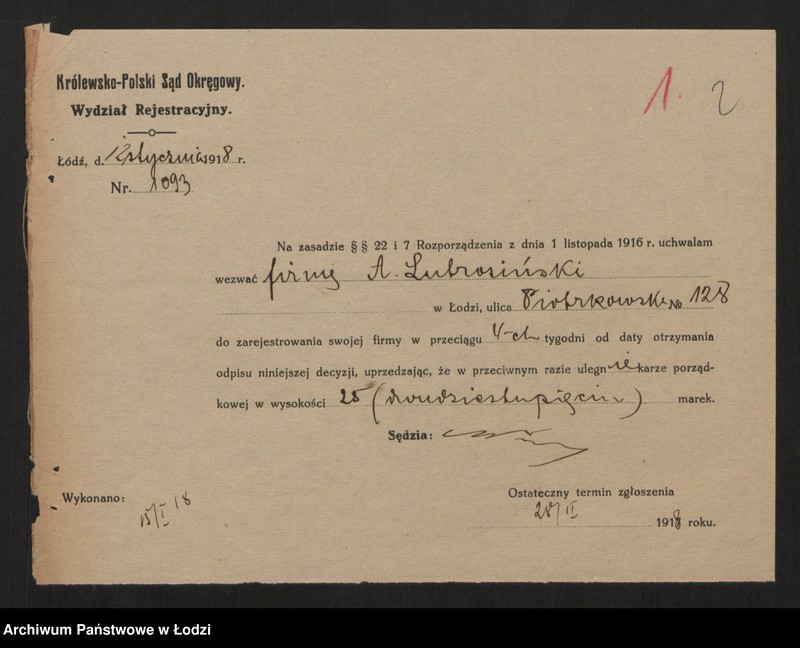 Królewsko-Polski Sąd Okręgowy.
Wydział Rejestracyjny.
1. 2
Łódź, d. 12 stycznia 1918 r.
Nr. 1093
Na zasadzie §§ 22 i 7 Rozporządzenia z dnia 1 listopada 1916 r. uchwalam
wezwać firmę A. Lubrosiński
w Łodzi, ulica Piotrkowska № 128
do zarejestrowania swojej firmy w przeciągu 4-ch tygodni od daty otrzymania
odpisu niniejszej decyzji, uprzedzając, że w przeciwnym razie ulegnie karze porząd-
kowej w wysokości 25 (dwudziestupięciu) marek.
Sędzia:
Wykonano: 15/I 18
Ostateczny termin zgłoszenia
28/II 1918 roku.
Archiwum Państwowe w Łodzi